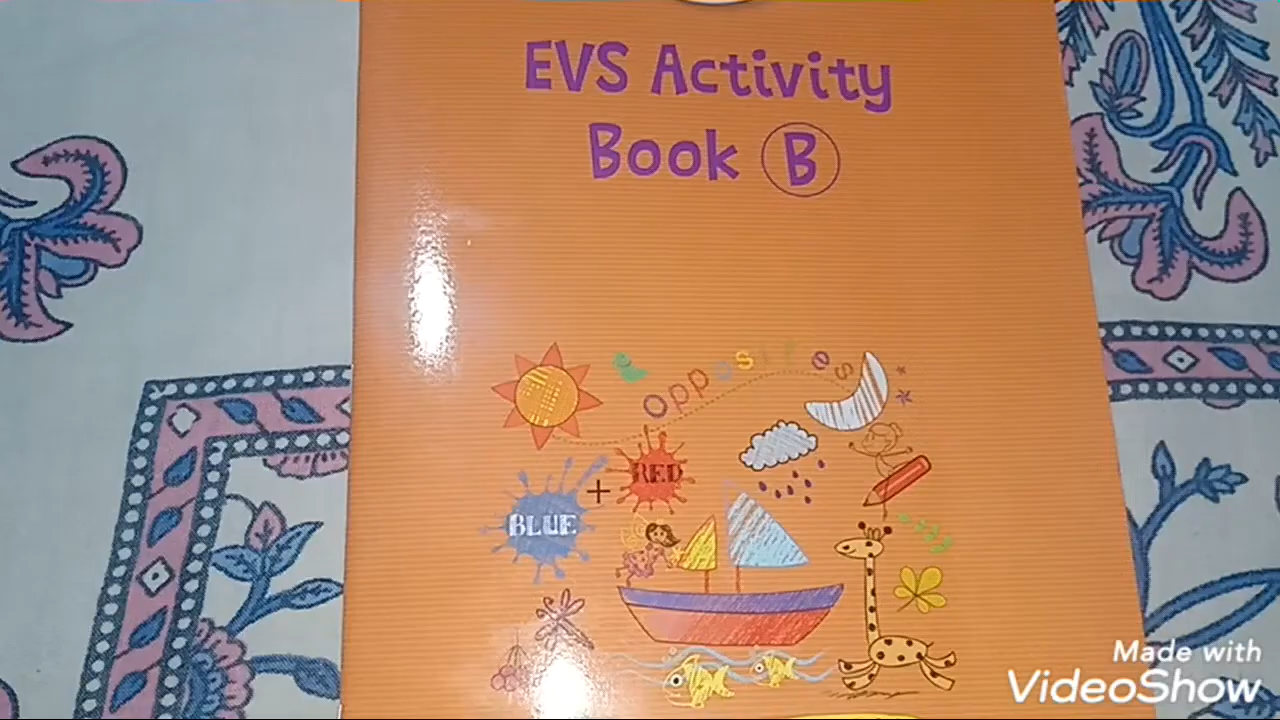 EVS Activity
Book B
opposites
RED
+
BLUE
Made with
VideoShow